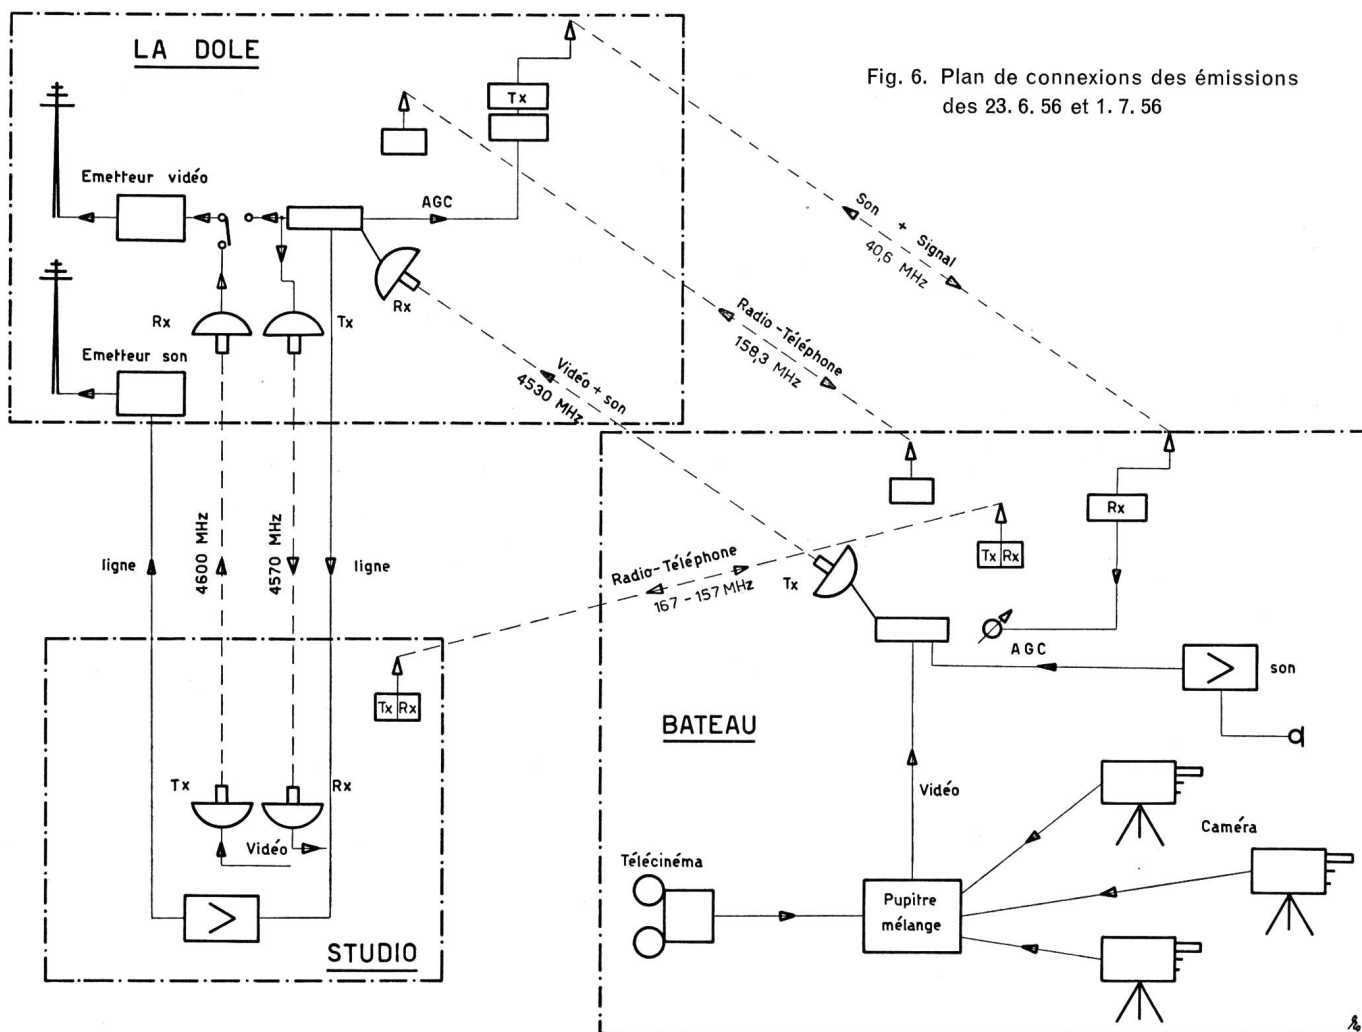 LA DOLE
Fig. 6. Plan de connexions des émissions
des 23. 6. 56 et 1. 7. 56
Tx
Emetteur vidéo
AGC
Son + Signal
40,6 MHz
Rx
Tx
Rx
Radio-Téléphone
158,3 MHz
Emetteur son
Vidéo + son
4530 MHz
ligne
4600 MHz
4570 MHz
ligne
Rx
Tx Rx
Radio-Téléphone
167 - 157 MHz
Tx
AGC
son
Tx Rx
BATEAU
Tx
Rx
Vidéo
Vidéo
Caméra
Télécinéma
Pupitre
mélange
STUDIO